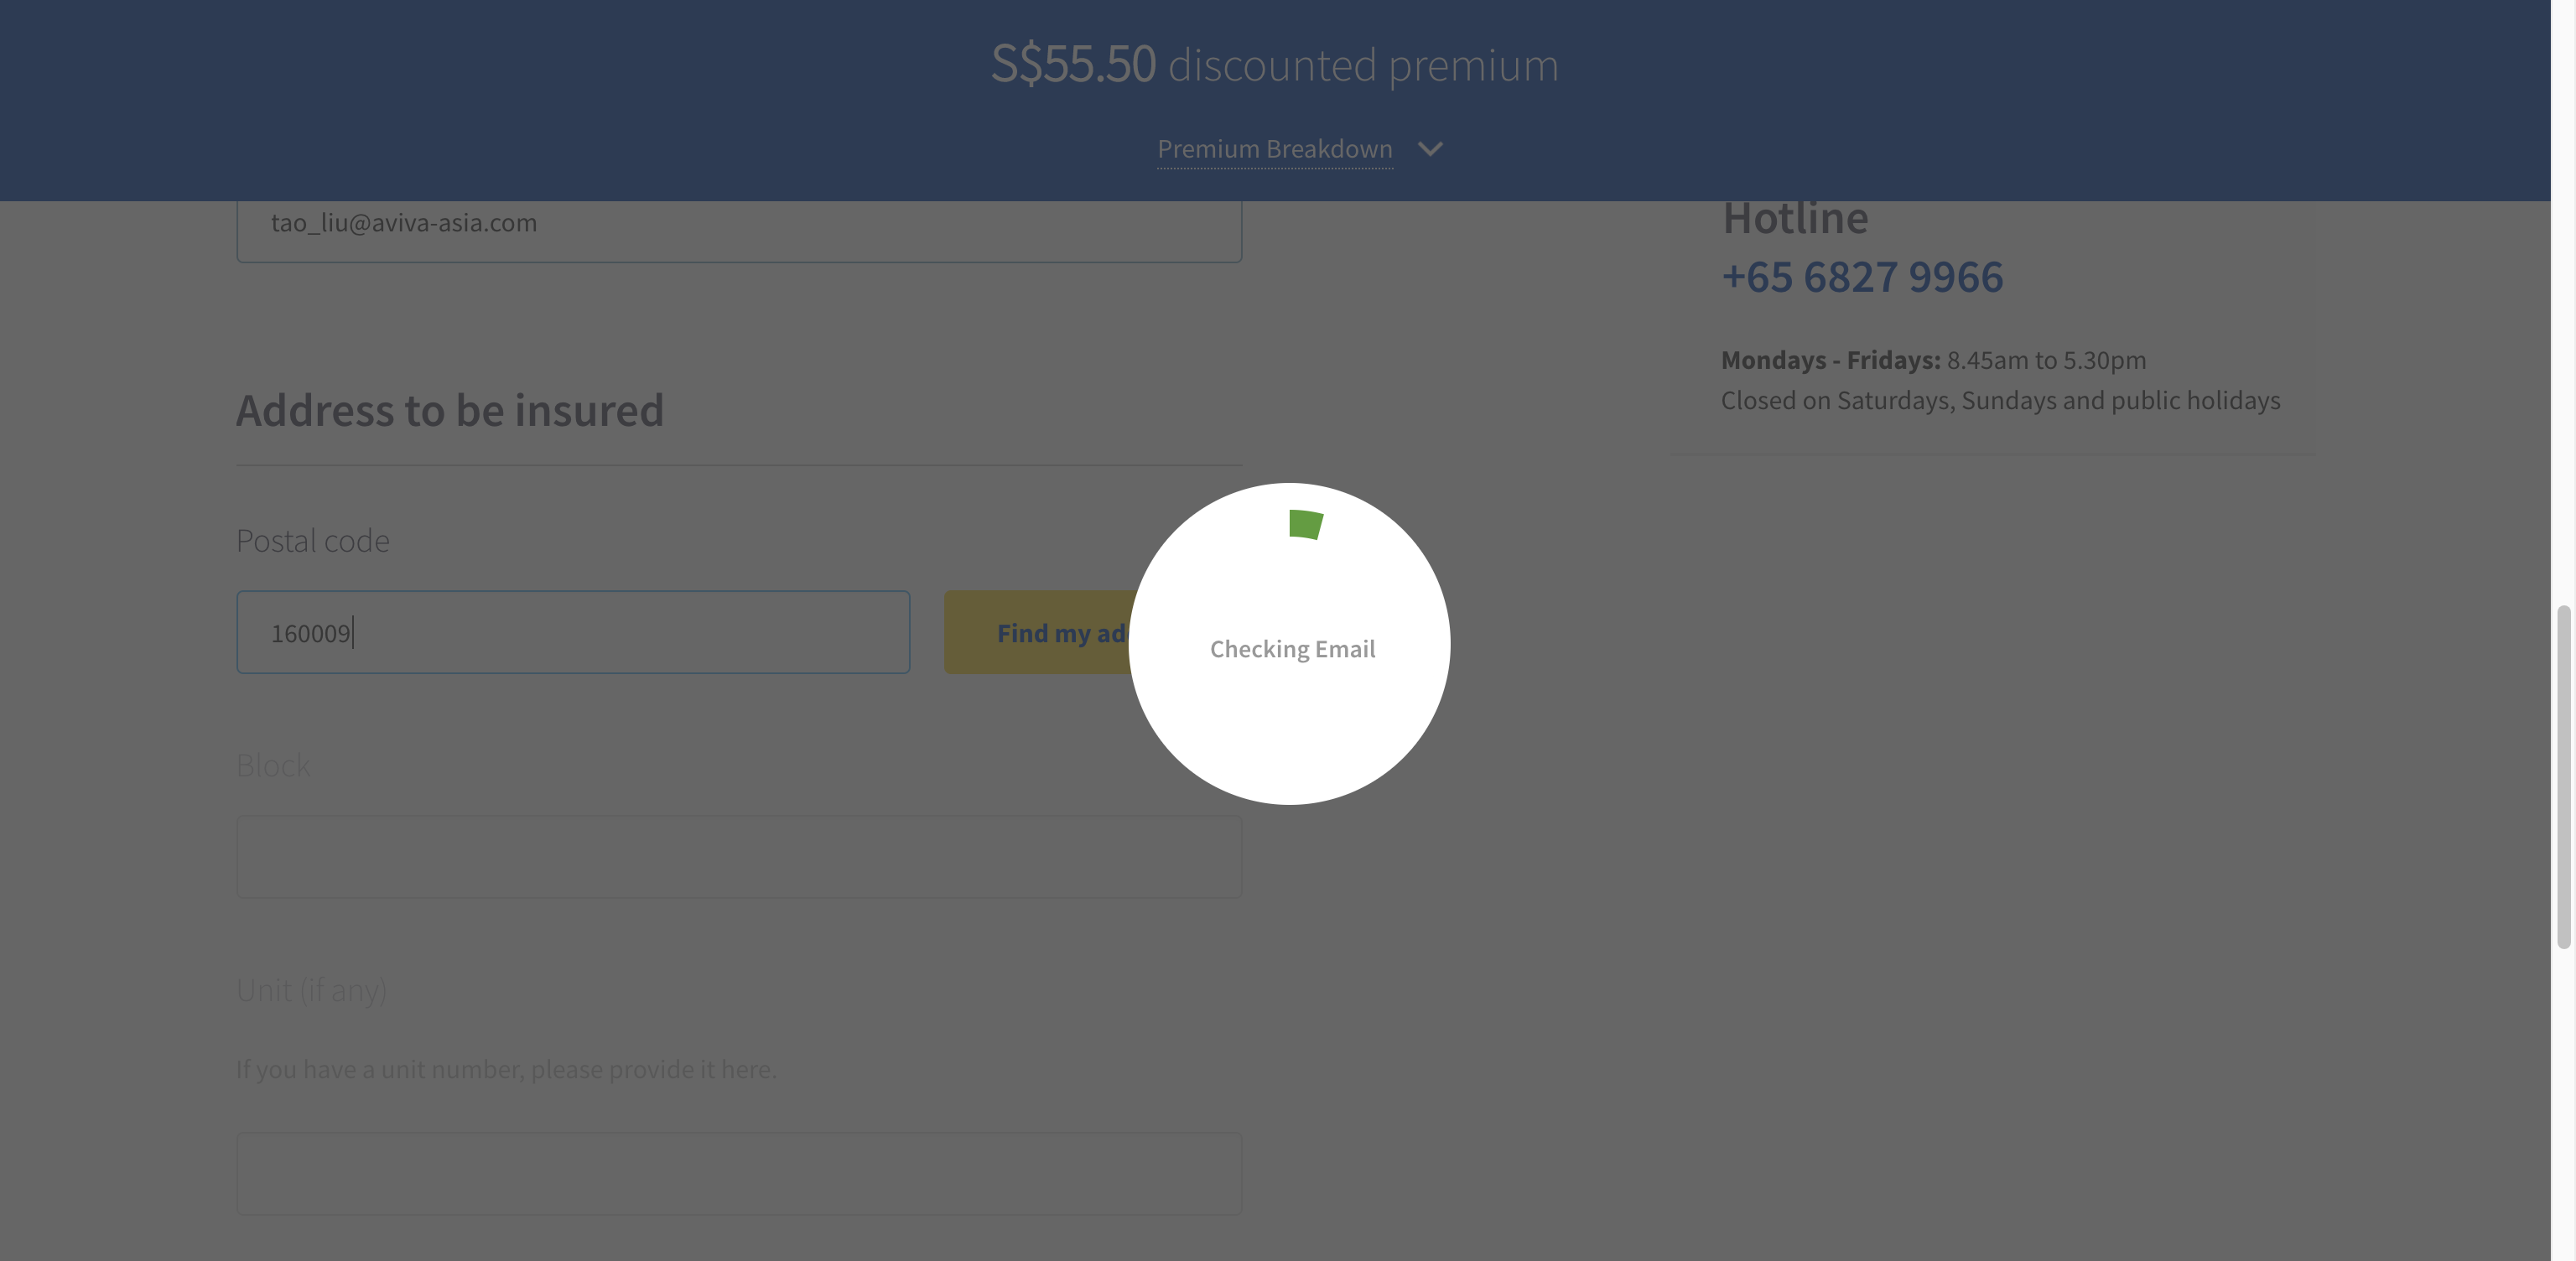 S$55.50 discounted premium
Premium Breakdown
tao_liu@aviva-asia.com
Hotline
+65 6827 9966
Mondays - Fridays: 8.45am to 5.30pm
Closed on Saturdays, Sundays and public holidays
Address to be insured
Postal code
160009
Find my
Checking Email
Block
Unit (if any)
If you have a unit number, please provide it here.